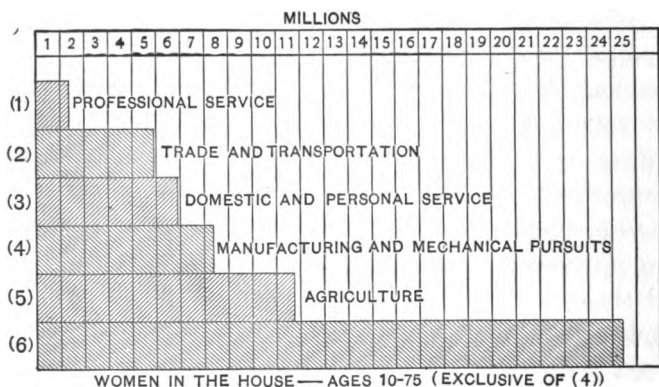 MILLIONS
1 2 3 4 5 6 7 8 9 10 11 12 13 14 15 16 17 18 19 20 21 22 23 24 25
(1) PROFESSIONAL SERVICE
(2) TRADE AND TRANSPORTATION
(3) DOMESTIC AND PERSONAL SERVICE
(4) MANUFACTURING AND MECHANICAL PURSUITS
(5) AGRICULTURE
(6)
WOMEN IN THE HOUSE — AGES 10-75 (EXCLUSIVE OF (4))